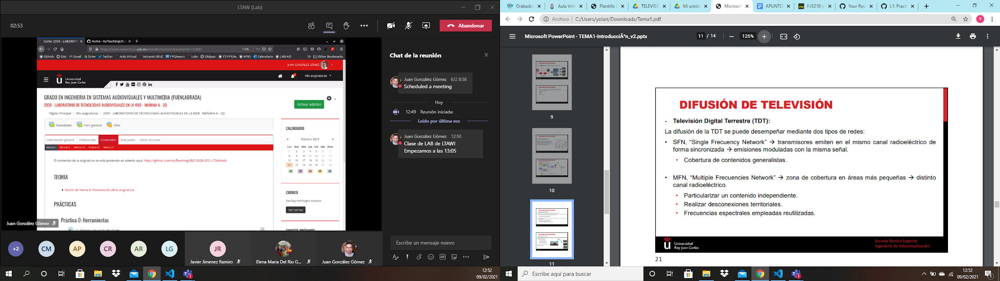 LTAW (Lab)
02:53
Abandonar
Curso: 2039 - LABORATO
Home - myTeachingURJC
https://www.aulavirtual.urjc.es/moodle/course/view.php?id=152887
110%
GitHub Gist Gmail Drive Twitter Aula Virtual Intranet URJC FPGAwars Labs Obijuan CT-FPGAs APIO Calendario LAB-AO
Other Bookmarks
JUAN GONZÁLEZ GÓMEZ
Universidad
Rey Juan Carlos
Mis asignaturas
GRADO EN INGENIERIA EN SISTEMAS AUDIOVISUALES Y MULTIMEDIA (FUENLABRADA)
2039 - LABORATORIO DE TECNOLOGIAS AUDIOVISUALES EN LA WEB - MAÑANA A - 2Q
Activar edición
Página Principal / Mis asignaturas / 2039 - LABORATORIO DE TECNOLOGIAS AUDIOVISUALES EN LA WEB - MAÑANA A - 2Q
Novedades Foro general Chat
Información general Profesorado Contenidos Evaluación Otros recursos
Módulo I Módulo II Módulo III Módulo IV Módulo V
El contenido de la asignatura se está poniendo en abierto aquí: https://github.com/myTeachingURJC/2020-2021-LTAW/wiki
TEORIA
Sesión de Teoría 0: Presentación de la asignatura
PRÁCTICAS
Práctica 0: Herramientas
L1: Github y Visual Studio Code
CALENDARIO
febrero 2021
Lun Mar Mié Jue Vie Sáb Dom
1 2 3 4 5 6 7
8 9 10 11 12 13 14
15 16 17 18 19 20 21
22 23 24 25 26 27 28
CORREO
No hay mensajes nuevos
Ver correo
EVENTOS PRÓXIMOS
Juan González Gómez
+2
CM
AP
CR
AR
LG
JR
Javier Jimenez Ramiro
Elena Maria Del Rio G...
Juan González Gómez
Chat de la reunión
Juan González Gómez 6/2 8:58
Scheduled a meeting
Hoy
12:49 Reunión iniciada:
Leído por última vez
Juan González Gómez 12:50
Clase de LAB de LTAW!
Empezamos a las 13:05
Escribe un mensaje nuevo
GIF
12:52
09/02/2021
Grabador
Aula Virtu
Plantilla t
TELEVISIO
Mi unida
Microsof
APUNTES
f-l3210-p
Your Rep
L1: Pract
Archivo
C:/Users/yolan/Downloads/Tema1.pdf
Y
Microsoft PowerPoint - TEMA1-IntroducciÃ³n_v2.pptx
11 / 14
125%
9
10
11
DIFUSIÓN DE TELEVISIÓN
- Televisión Digital Terrestre (TDT):
La difusión de la TDT se puede desempeñar mediante dos tipos de redes:
• SFN, “Single Frecuency Network” → transmisores emiten en el mismo canal radioeléctrico de
forma sincronizada → emisiones moduladas con la misma señal.
• Cobertura de contenidos generalistas.
• MFN, “Multiple Frecuencies Network” → zona de cobertura en áreas más pequeñas → distinto
canal radioeléctrico.
• Particularizar un contenido independiente.
• Realizar desconexiones territoriales.
• Frecuencias espectrales empleadas reutilizadas.
Universidad
Rey Juan Carlos
Escuela Técnica Superior
Ingeniería de Telecomunicación
21
Escribe aquí para buscar
12:52
09/02/2021